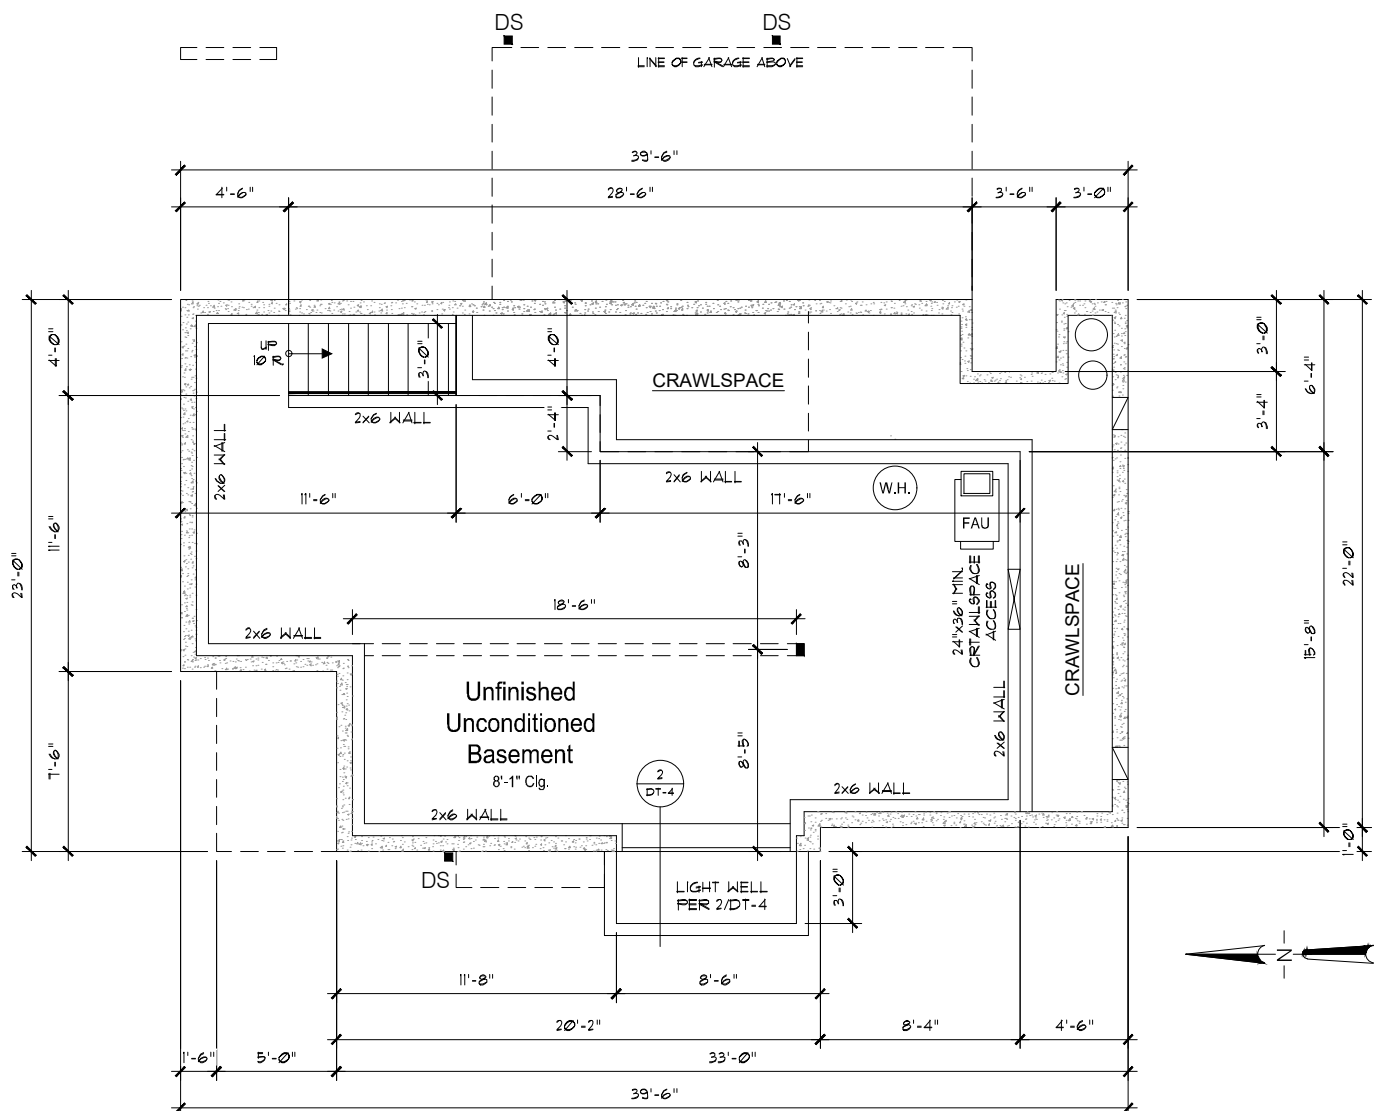 DS
DS
LINE OF GARAGE ABOVE
39'-6"
4'-6"
28'-6"
3'-6"
3'-0"
4'-0"
UP
10 R
3'-0"
4'-0"
CRAWLSPACE
3'-0"
6'-4"
2x6 WALL
2'-4"
3'-4"
2x6 WALL
2x6 WALL
W.H.
11'-6"
6'-0"
17'-6"
FAU
11'-6"
8'-3"
23'-0"
22'-0"
24"x36" MIN.
CRTAWLSPACE
ACCESS
CRAWLSPACE
18'-6"
2x6 WALL
15'-8"
Unfinished
Unconditioned
Basement
8'-1" Clg.
7'-6"
8'-5"
2x6 WALL
2
DT-4
2x6 WALL
2x6 WALL
1'-0"
DS
LIGHT WELL
PER 2/DT-4
3'-0"
N
11'-8"
8'-6"
20'-2"
8'-4"
4'-6"
1'-6"
5'-0"
33'-0"
39'-6"